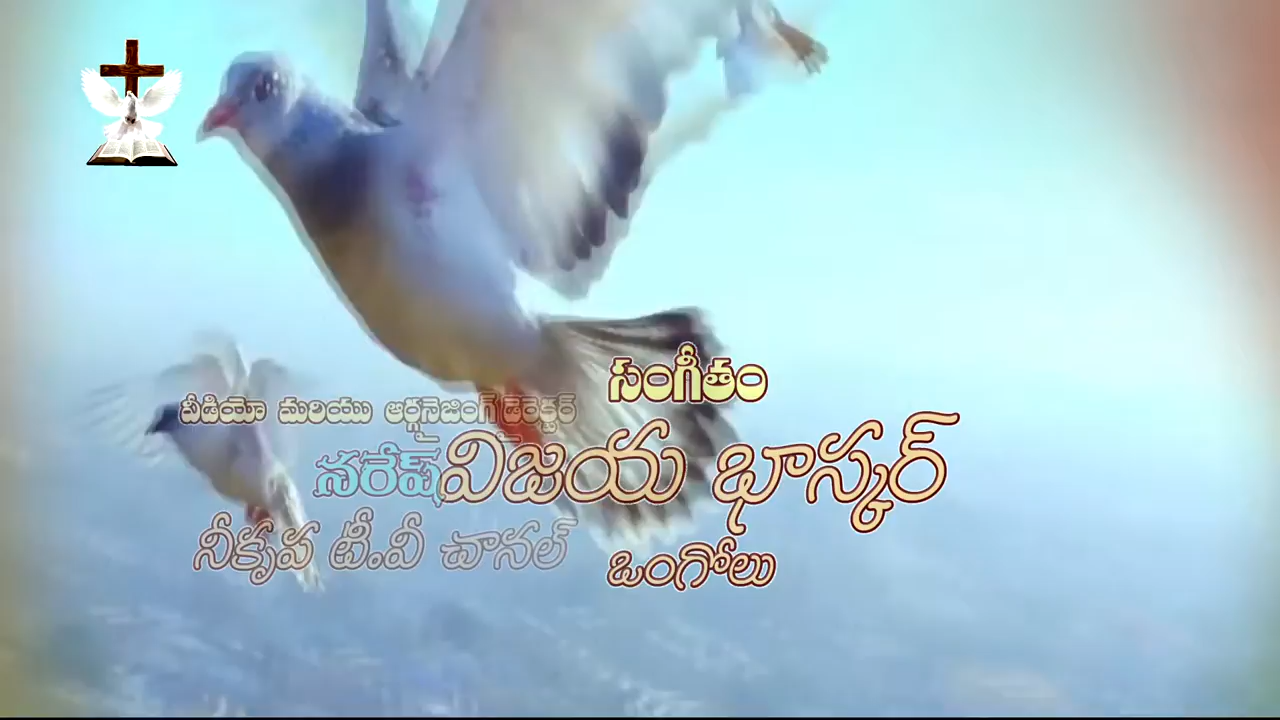 సంగీతం
విజయ భాస్కర్
ఒంగోలు
వీడియో మరియు ఆర్గనైజింగ్ డైరెక్టర్
నరేష్
నీకృప టీ.వీ చానల్